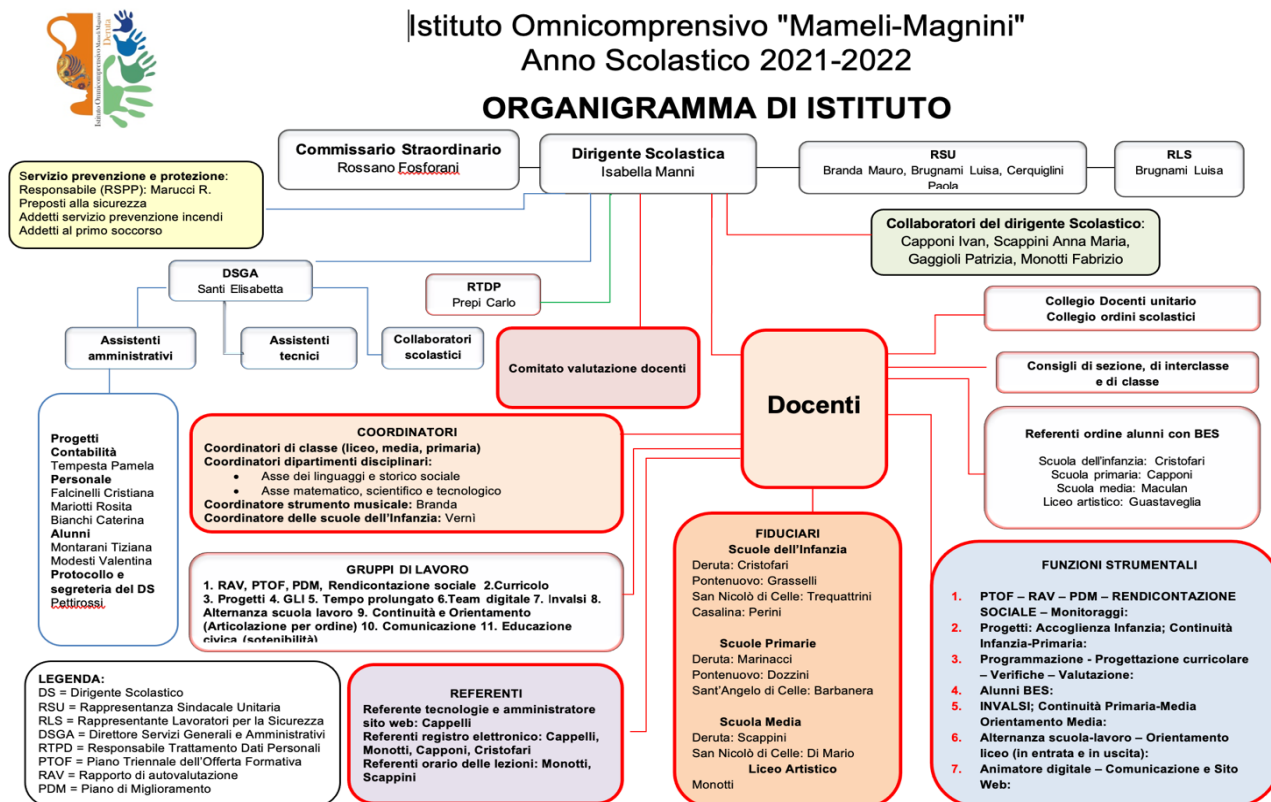 Istituto Omnicomprensivo "Mameli-Magnini"
Anno Scolastico 2021-2022
ORGANIGRAMMA DI ISTITUTO
Istituto Omnicomprensivo Mameli Magnini
Deruta
Commissario Straordinario
Rossano Fosforani
Dirigente Scolastica
Isabella Manni
RSU
Branda Mauro, Brugnami Luisa, Cerquiglini
Paola
RLS
Brugnami Luisa
Servizio prevenzione e protezione:
Responsabile (RSPP): Marucci R.
Preposti alla sicurezza
Addetti servizio prevenzione incendi
Addetti al primo soccorso
Collaboratori del dirigente Scolastico:
Capponi Ivan, Scappini Anna Maria,
Gaggioli Patrizia, Monotti Fabrizio
DSGA
Santi Elisabetta
RTDP
Prepi Carlo
Collegio Docenti unitario
Collegio ordini scolastici
Assistenti
amministrativi
Assistenti
tecnici
Collaboratori
scolastici
Comitato valutazione docenti
Docenti
Consigli di sezione, di interclasse
e di classe
Referenti ordine alunni con BES
Scuola dell'infanzia: Cristofari
Scuola primaria: Capponi
Scuola media: Maculan
Liceo artistico: Guastaveglia
Progetti
Contabilità
Tempesta Pamela
Personale
Falcinelli Cristiana
Mariotti Rosita
Bianchi Caterina
Alunni
Montarani Tiziana
Modesti Valentina
Protocollo e
segreteria del DS
Pettirossi
COORDINATORI
Coordinatori di classe (liceo, media, primaria)
Coordinatori dipartimenti disciplinari:
• Asse dei linguaggi e storico sociale
• Asse matematico, scientifico e tecnologico
Coordinatore strumento musicale: Branda
Coordinatore delle scuole dell'Infanzia: Vernì
GRUPPI DI LAVORO
1. RAV, PTOF, PDM, Rendicontazione sociale 2.Curricolo
3. Progetti 4. GLI 5. Tempo prolungato 6.Team digitale 7. Invalsi 8.
Alternanza scuola lavoro 9. Continuità e Orientamento
(Articolazione per ordine) 10. Comunicazione 11. Educazione
civica (sotenibilità)
FIDUCIARI
Scuole dell'Infanzia
Deruta: Cristofari
Pontenuovo: Grasselli
San Nicolò di Celle: Trequattrini
Casalina: Perini
Scuole Primarie
Deruta: Marinacci
Pontenuovo: Dozzini
Sant'Angelo di Celle: Barbanera
Scuola Media
Deruta: Scappini
San Nicolò di Celle: Di Mario
Liceo Artistico
Monotti
FUNZIONI STRUMENTALI
1. PTOF – RAV – PDM – RENDICONTAZIONE
SOCIALE – Monitoraggi:
2. Progetti: Accoglienza Infanzia; Continuità
Infanzia-Primaria:
3. Programmazione - Progettazione curricolare
– Verifiche – Valutazione:
4. Alunni BES:
5. INVALSI; Continuità Primaria-Media
Orientamento Media:
6. Alternanza scuola-lavoro – Orientamento
liceo (in entrata e in uscita):
7. Animatore digitale – Comunicazione e Sito
Web:
LEGENDA:
DS = Dirigente Scolastico
RSU = Rappresentanza Sindacale Unitaria
RLS = Rappresentante Lavoratori per la Sicurezza
DSGA = Direttore Servizi Generali e Amministrativi
RTPD = Responsabile Trattamento Dati Personali
PTOF = Piano Triennale dell'Offerta Formativa
RAV = Rapporto di autovalutazione
PDM = Piano di Miglioramento
REFERENTI
Referente tecnologie e amministratore
sito web: Cappelli
Referenti registro elettronico: Cappelli,
Monotti, Capponi, Cristofari
Referenti orario delle lezioni: Monotti,
Scappini